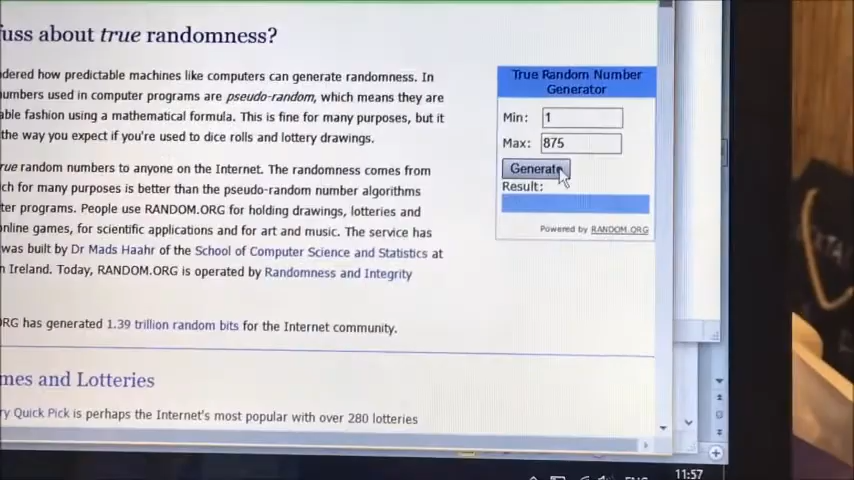 uss about true randomness?
dered how predictable machines like computers can generate randomness. In
umbers used in computer programs are pseudo-random, which means they are
able fashion using a mathematical formula. This is fine for many purposes, but it
the way you expect if you're used to dice rolls and lottery drawings.
rue random numbers to anyone on the Internet. The randomness comes from
ch for many purposes is better than the pseudo-random number algorithms
ter programs. People use RANDOM.ORG for holding drawings, lotteries and
nline games, for scientific applications and for art and music. The service has
was built by Dr Mads Haahr of the School of Computer Science and Statistics at
Ireland. Today, RANDOM.ORG is operated by Randomness and Integrity
RG has generated 1.39 trillion random bits for the Internet community.
mes and Lotteries
ry Quick Pick is perhaps the Internet's most popular with over 280 lotteries
True Random Number
Generator
Min: 1
Max: 875
Generate
Result:
Powered by RANDOM.ORG
11:57